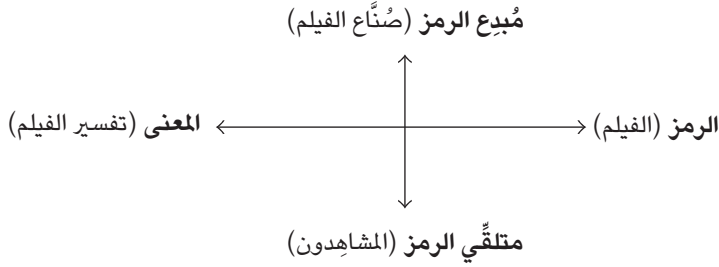 مُبدِع الرمز (صُنَّاع الفيلم)
الرمز (الفيلم)
المعنى (تفسير الفيلم)
متلقِّي الرمز (المشاهِدون)